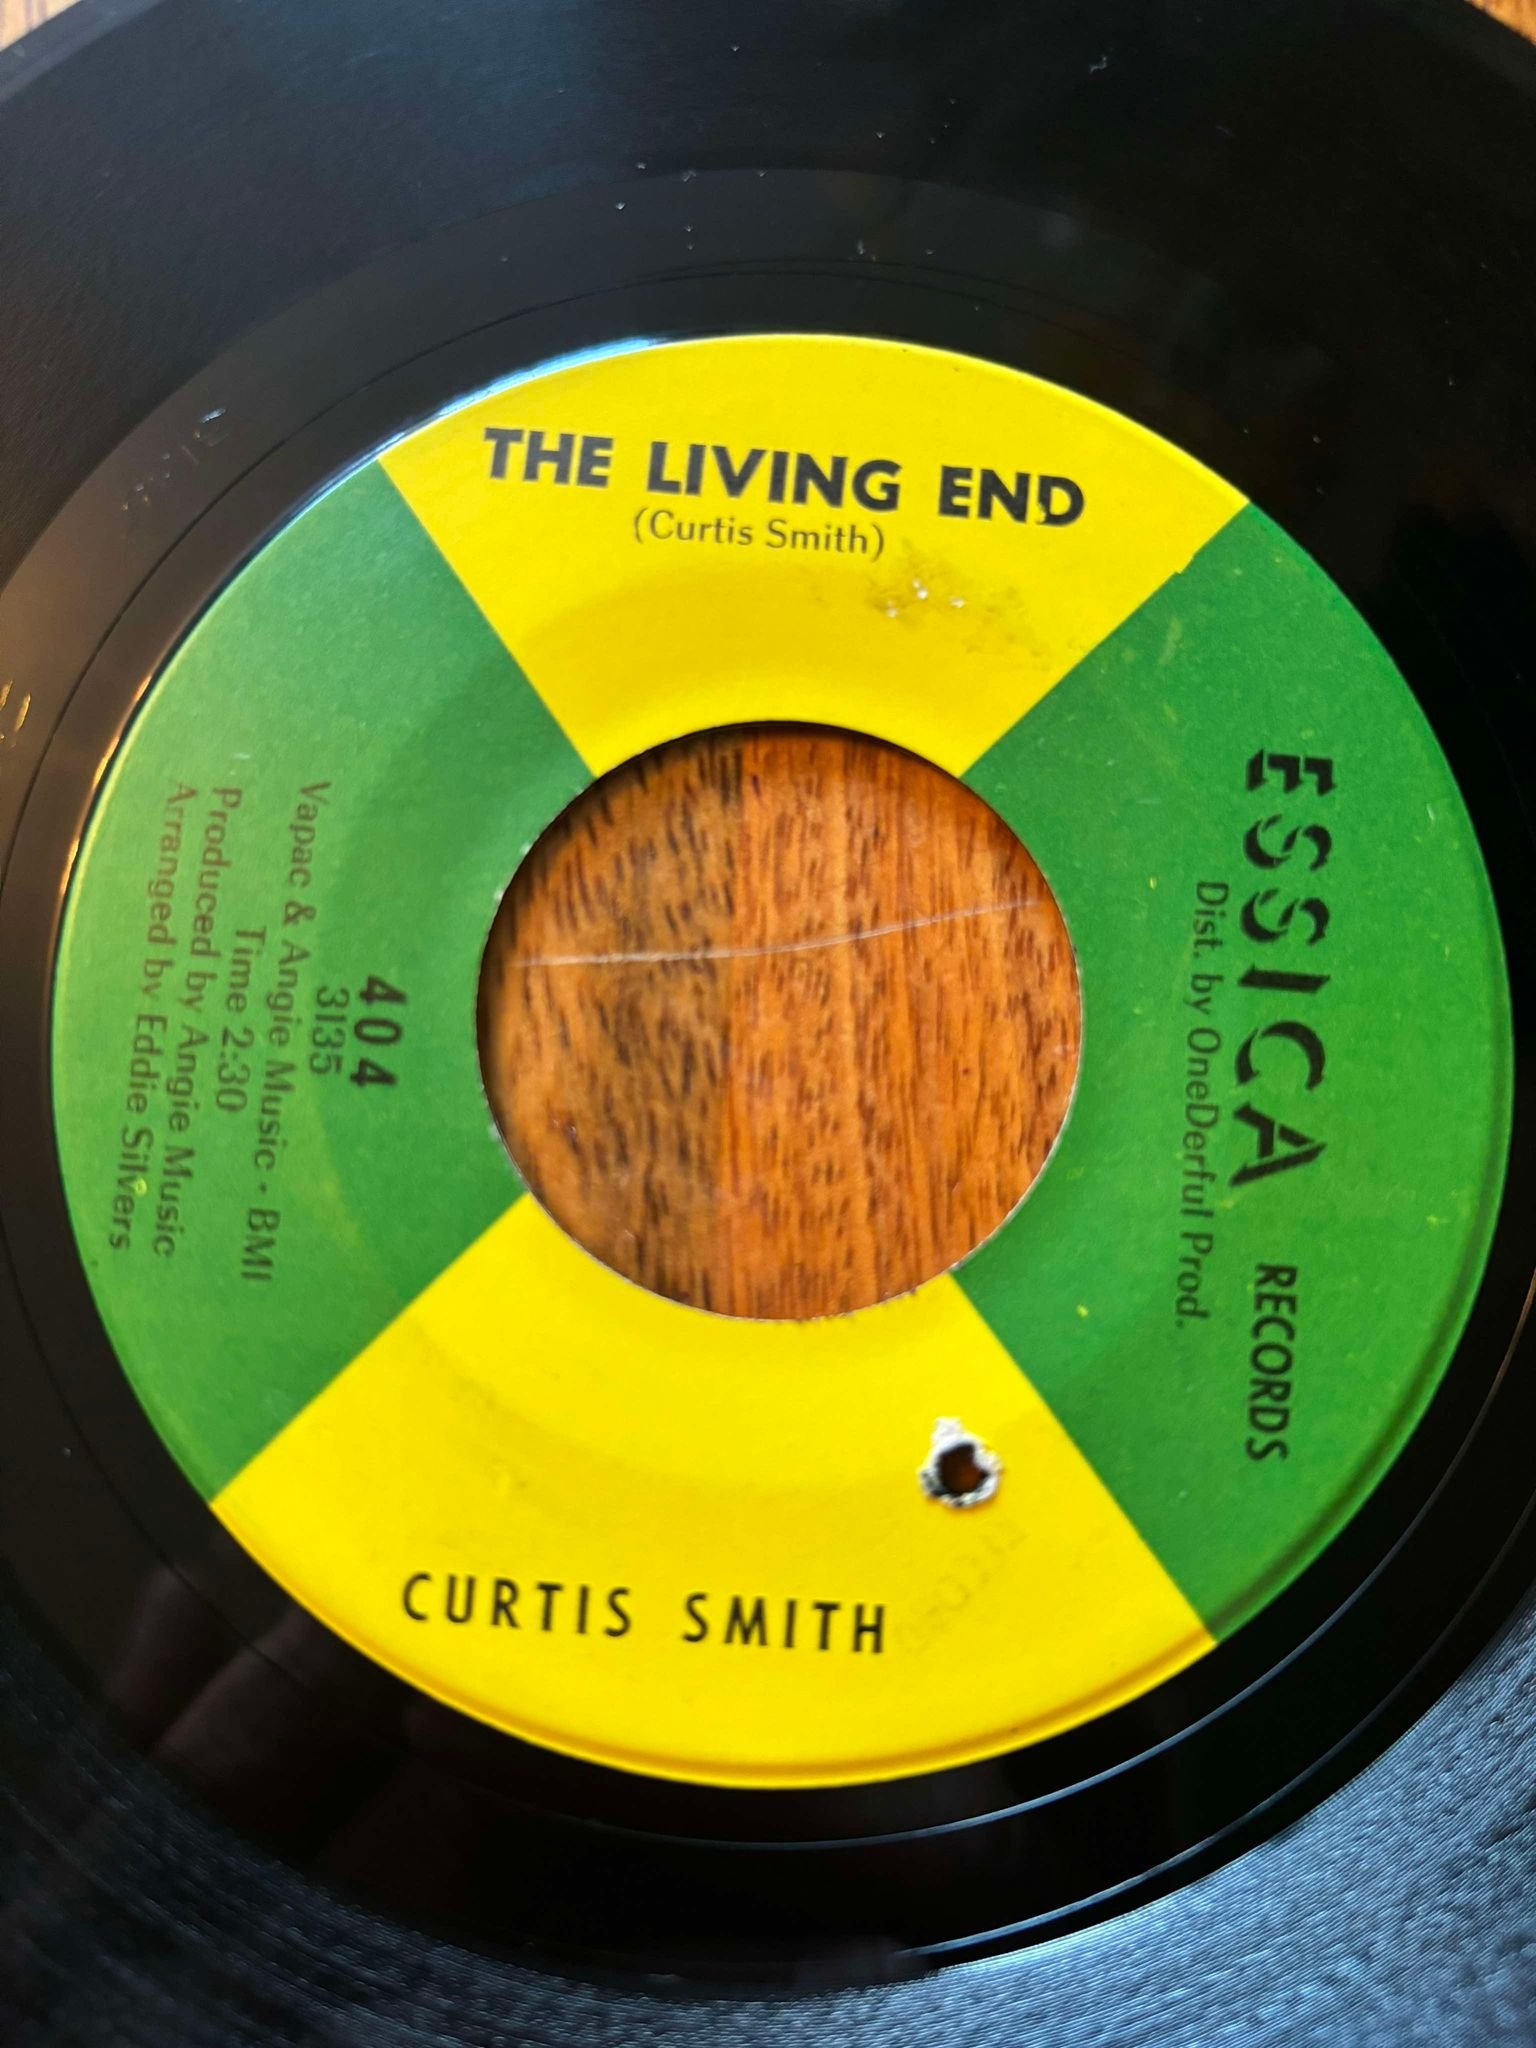 THE LIVING END
(Curtis Smith)
ESSICA RECORDS
Dist. by OneDerful Prod.
404
3135
Vapac & Angie Music - BMI
Time 2:30
Produced by Angie Music
Arranged by Eddie Silvers
CURTIS SMITH